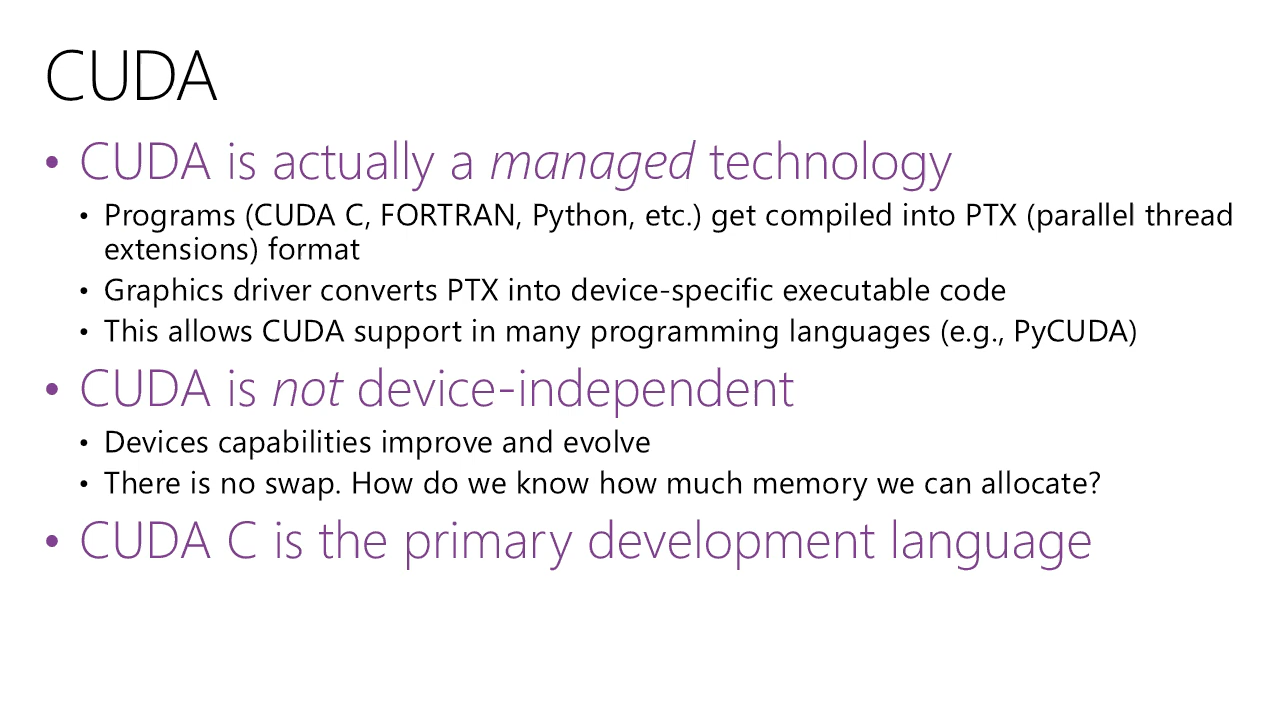 CUDA
• CUDA is actually a managed technology
• Programs (CUDA C, FORTRAN, Python, etc.) get compiled into PTX (parallel thread
extensions) format
• Graphics driver converts PTX into device-specific executable code
• This allows CUDA support in many programming languages (e.g., PyCUDA)
• CUDA is not device-independent
• Devices capabilities improve and evolve
• There is no swap. How do we know how much memory we can allocate?
• CUDA C is the primary development language